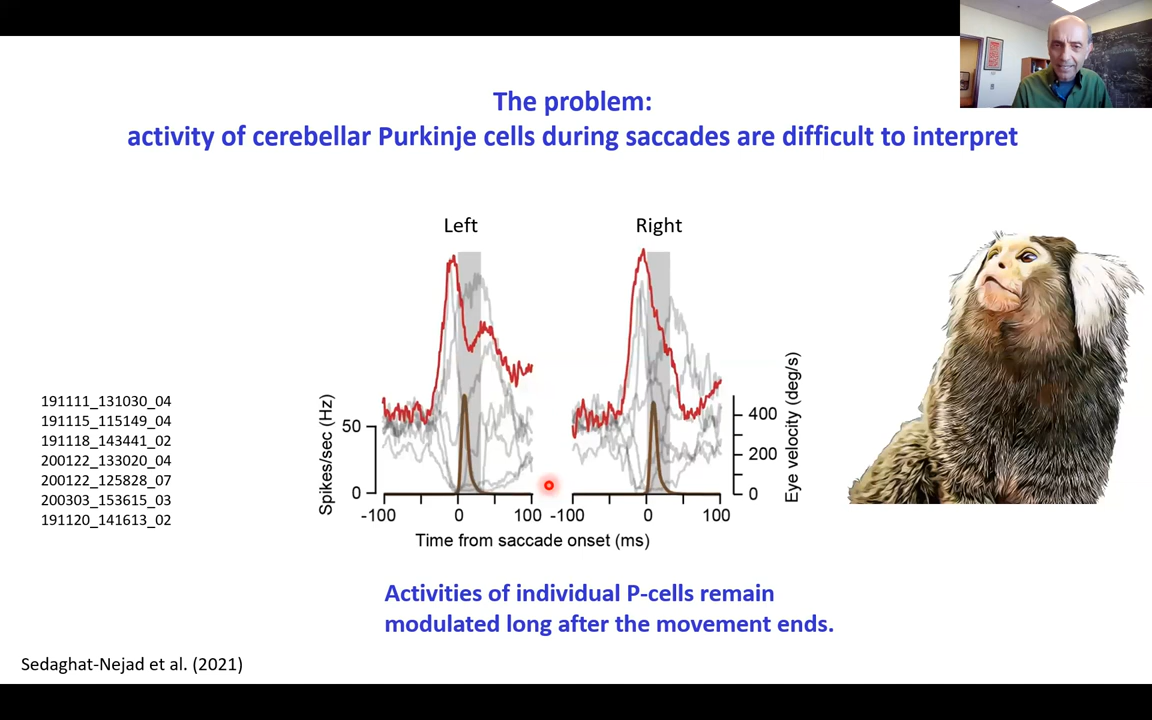 The problem:
activity of cerebellar Purkinje cells during saccades are difficult to interpret
Left
Right
191111_131030_04
191115_115149_04
191118_143441_02
200122_133020_04
200122_125828_07
200303_153615_03
191120_141613_02
Spikes/sec (Hz)
50
0
-100 0 100
-100 0 100
400
200
0
Eye velocity (deg/s)
Time from saccade onset (ms)
Activities of individual P-cells remain
modulated long after the movement ends.
Sedaghat-Nejad et al. (2021)